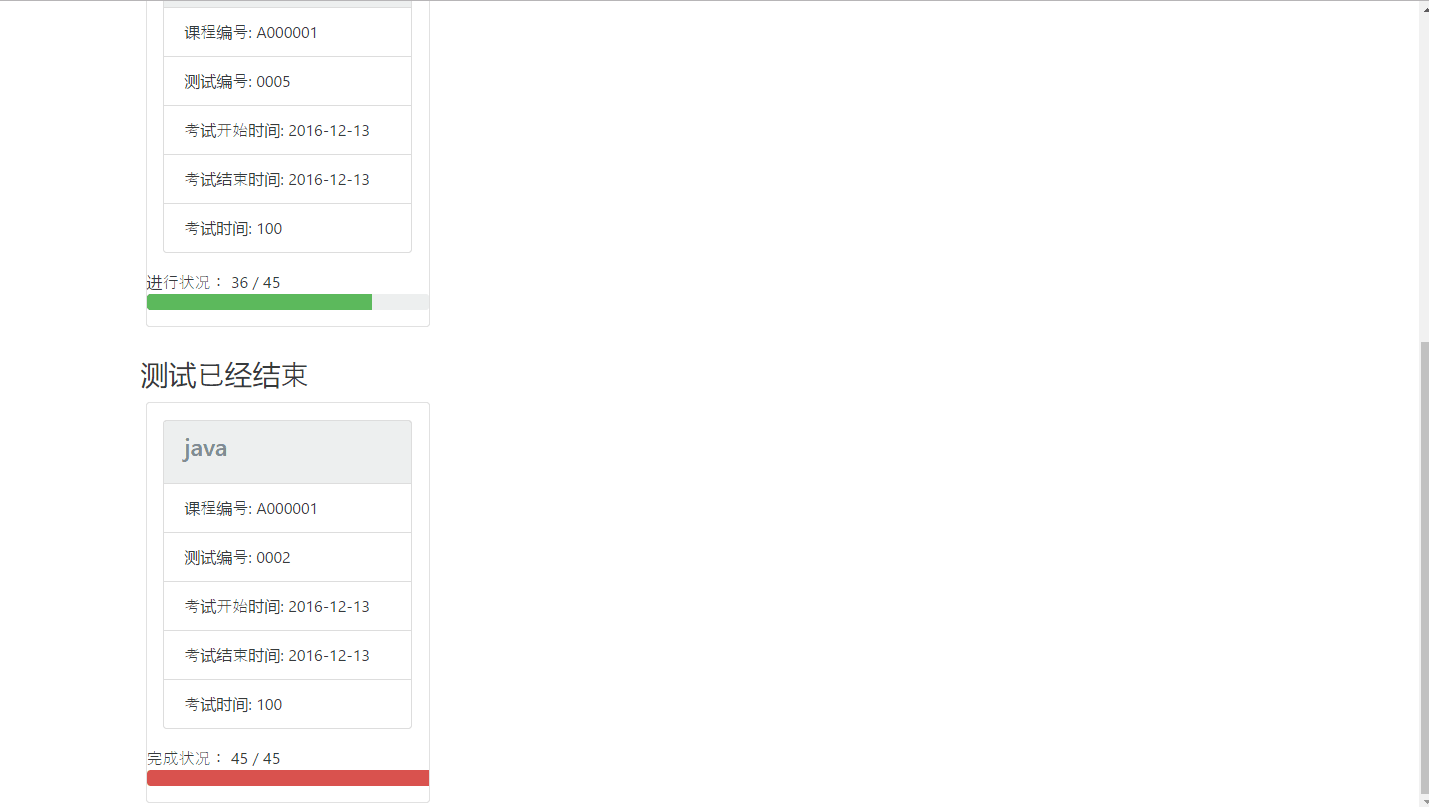 课程编号: A000001
测试编号: 0005
考试开始时间: 2016-12-13
考试结束时间: 2016-12-13
考试时间: 100
进行状况： 36 / 45
测试已经结束
java
课程编号: A000001
测试编号: 0002
考试开始时间: 2016-12-13
考试结束时间: 2016-12-13
考试时间: 100
完成状况： 45 / 45